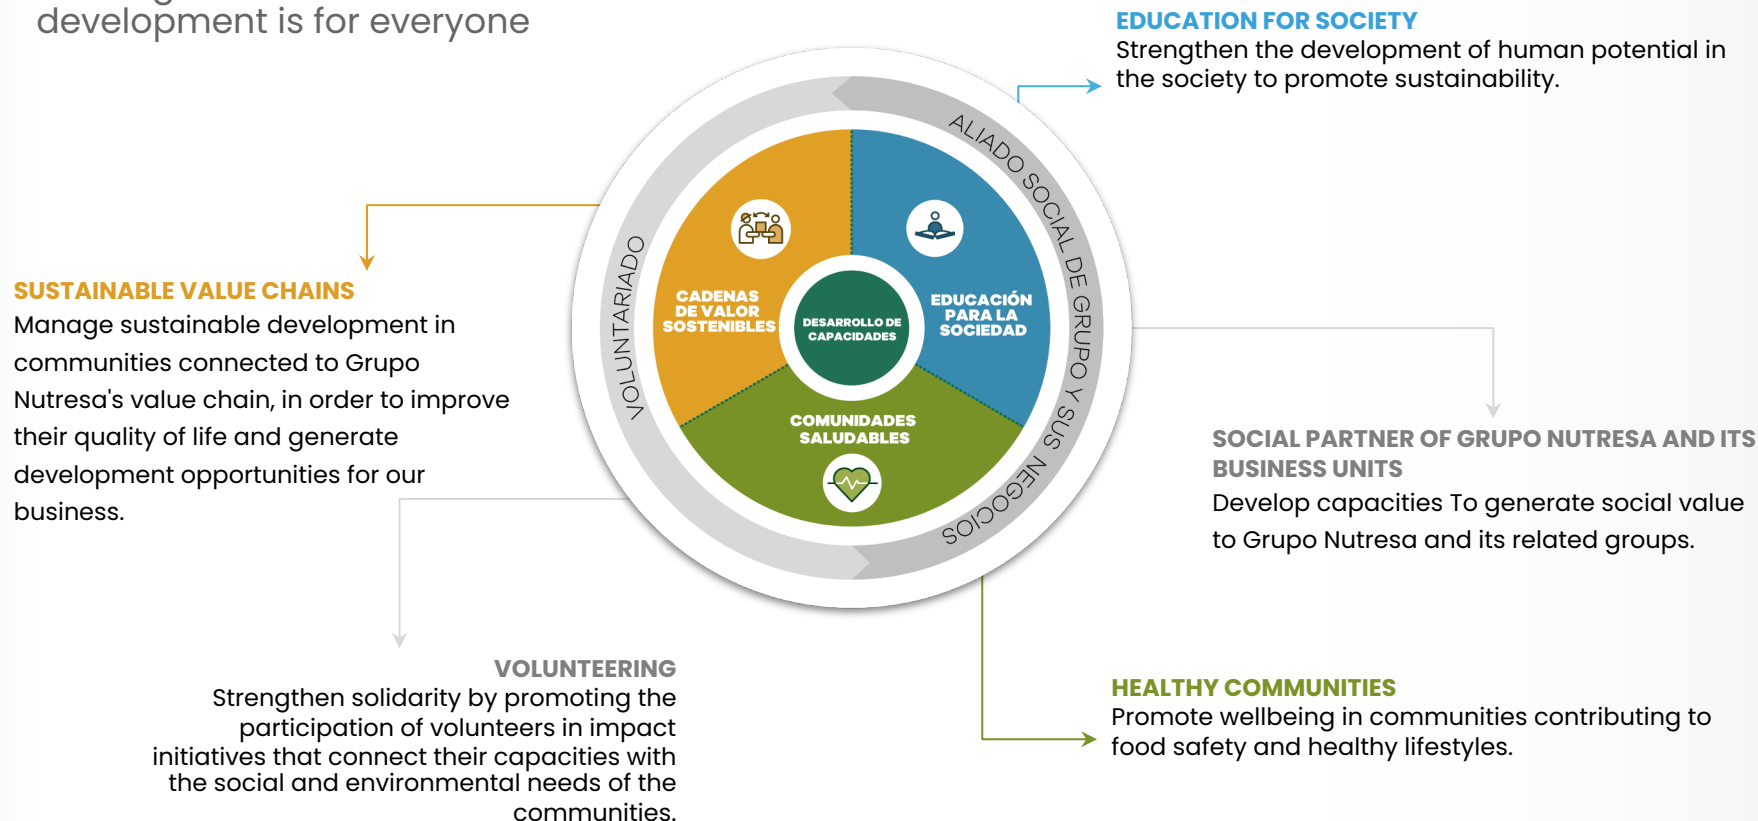 development is for everyone
EDUCATION FOR SOCIETY
Strengthen the development of human potential in
the society to promote sustainability.
SUSTAINABLE VALUE CHAINS
Manage sustainable development in
communities connected to Grupo
Nutresa's value chain, in order to improve
their quality of life and generate
development opportunities for our
business.
VOLUNTARIADO
ALIADO SOCIAL DE GRUPO Y SUS NEGOCIOS
CADENAS
DE VALOR
SOSTENIBLES
DESARROLLO DE
CAPACIDADES
EDUCACIÓN
PARA LA
SOCIEDAD
COMUNIDADES
SALUDABLES
SOCIAL PARTNER OF GRUPO NUTRESA AND ITS
BUSINESS UNITS
Develop capacities To generate social value
to Grupo Nutresa and its related groups.
VOLUNTEERING
Strengthen solidarity by promoting the
participation of volunteers in impact
initiatives that connect their capacities with
the social and environmental needs of the
communities.
HEALTHY COMMUNITIES
Promote wellbeing in communities contributing to
food safety and healthy lifestyles.